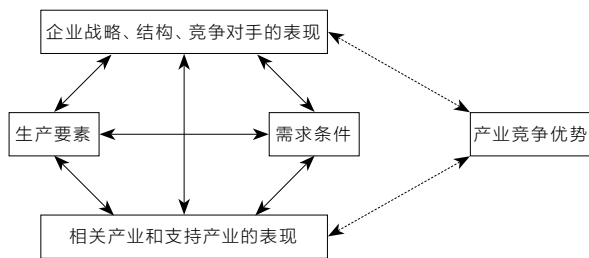 企业战略、结构、竞争对手的表现
生产要素
需求条件
产业竞争优势
相关产业和支持产业的表现